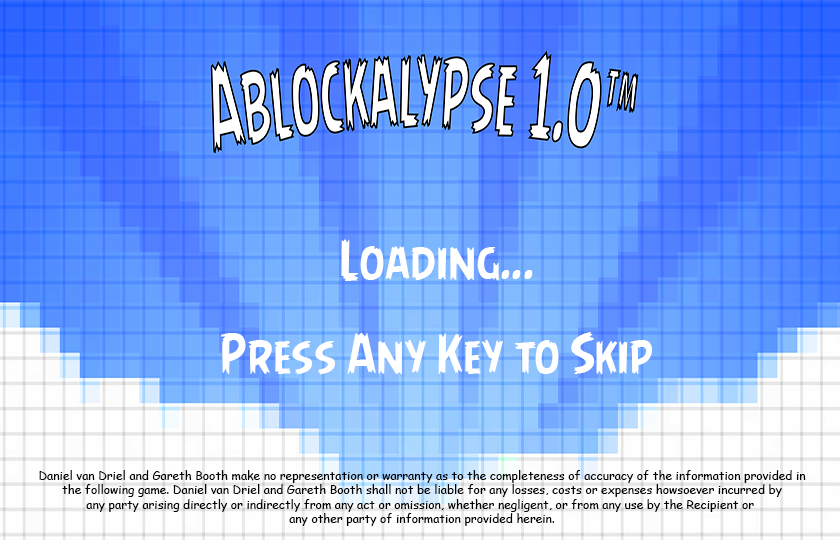 ABLOCKALYPSE 1.0™
LOADING...
PRESS ANY KEY TO SKIP
Daniel van Driel and Gareth Booth make no representation or warranty as to the completeness of accuracy of the information provided in
the following game. Daniel van Driel and Gareth Booth shall not be liable for any losses, costs or expenses howsoever incurred by
any party arising directly or indirectly from any act or omission, whether negligent, or from any use by the Recipient or
any other party of information provided herein.